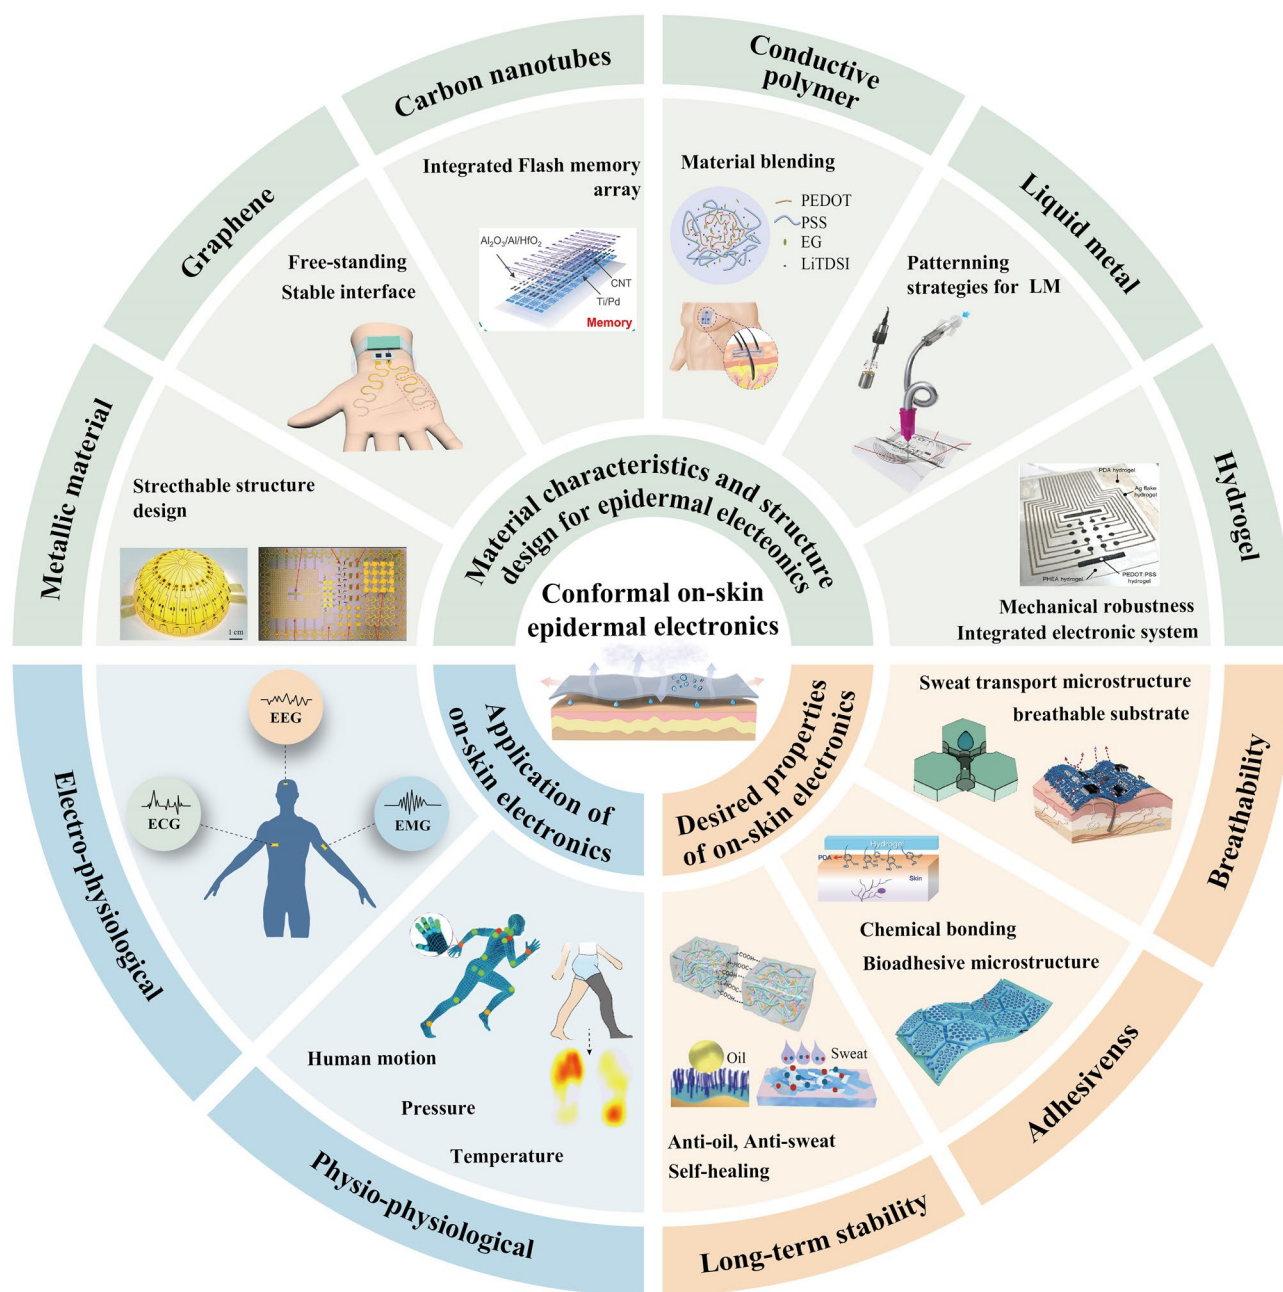 Metallic material
Graphene
Carbon nanotubes
Conductive
polymer
Liquid metal
Hydrogel
Strecthable structure
design
1 cm
Free-standing
Stable interface
Integrated Flash memory
array
Al2O3/Al/HfO2
CNT
Ti/Pd
Memory
Material blending
PEDOT
PSS
EG
LiTDSI
Patternning
strategies for LM
PDA hydrogel
Ag flake
hydrogel
PHEA hydrogel
PEDOT:PSS
hydrogel
Mechanical robustness
Integrated electronic system
Material characteristics and structure
design for epidermal electeonics
Conformal on-skin
epidermal electronics
Application of
on-skin electronics
Desired properties
of on-skin electronics
Sweat transport microstructure
breathable substrate
Breathability
Hydrogel
PDA
Skin
Chemical bonding
Bioadhesive microstructure
Adhesivenss
Oil
Sweat
Anti-oil, Anti-sweat
Self-healing
Long-term stability
Human motion
Pressure
Temperature
Physio-physiological
EEG
ECG
EMG
Electro-physiological